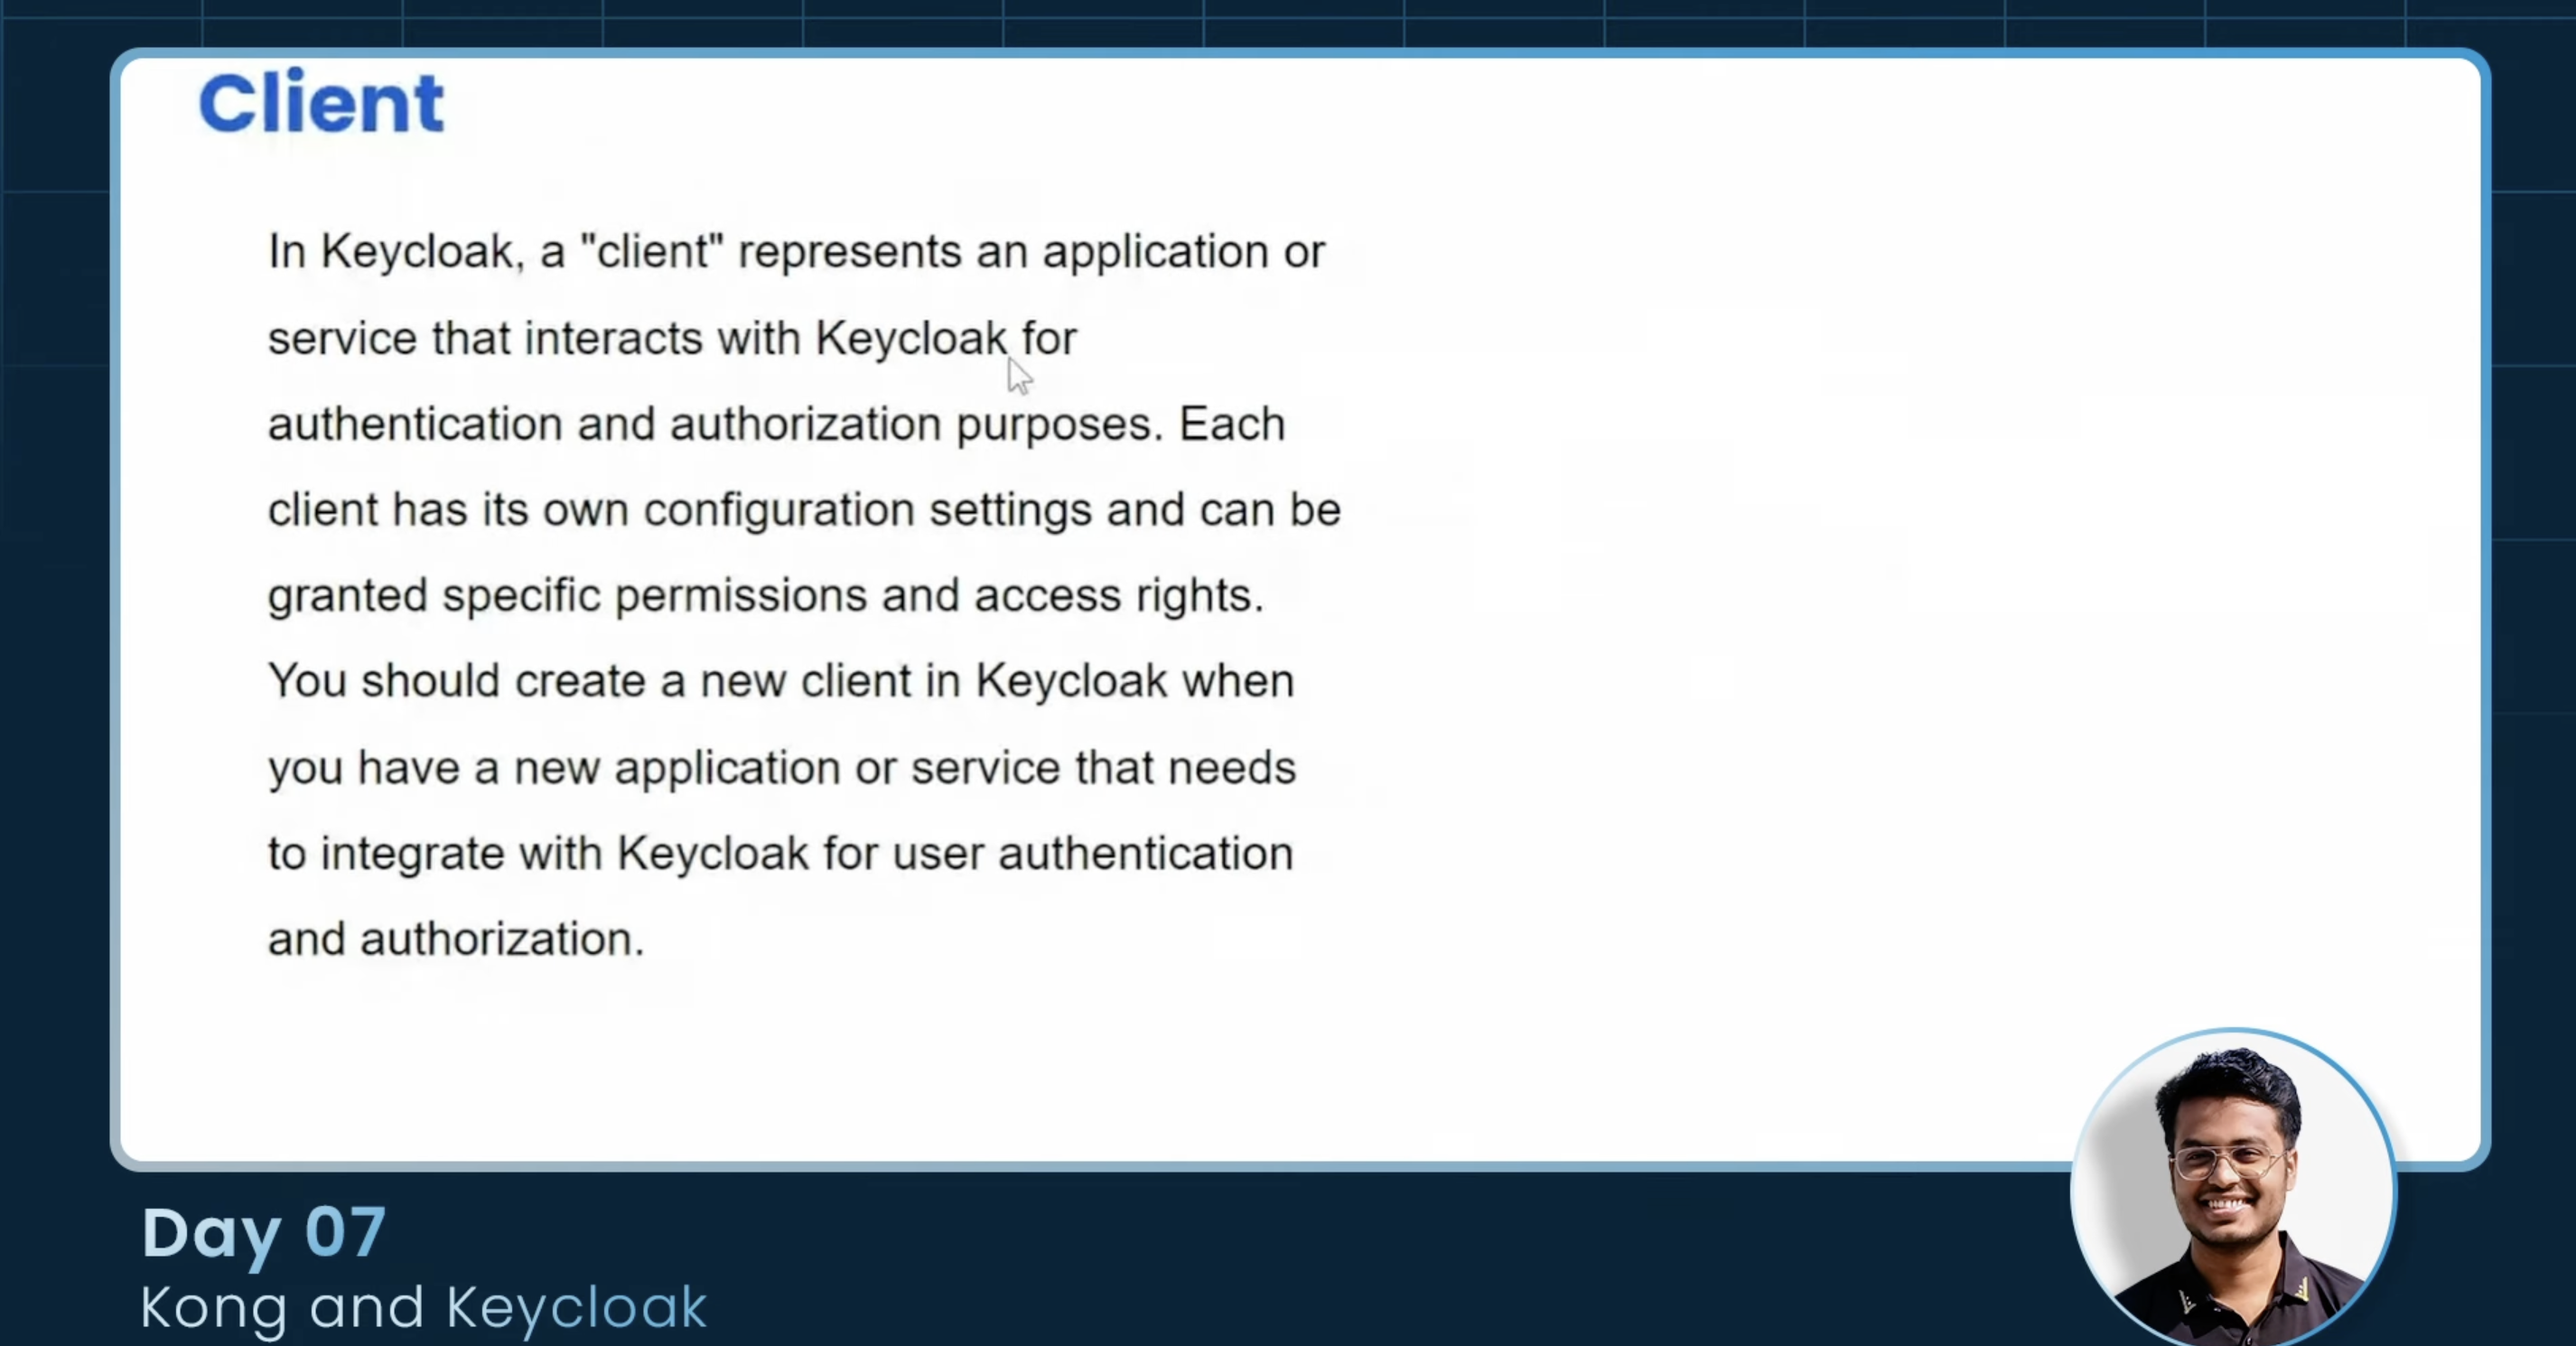 Client
In Keycloak, a "client" represents an application or
service that interacts with Keycloak for
authentication and authorization purposes. Each
client has its own configuration settings and can be
granted specific permissions and access rights.
You should create a new client in Keycloak when
you have a new application or service that needs
to integrate with Keycloak for user authentication
and authorization.
Day 07
Kong and Keycloak